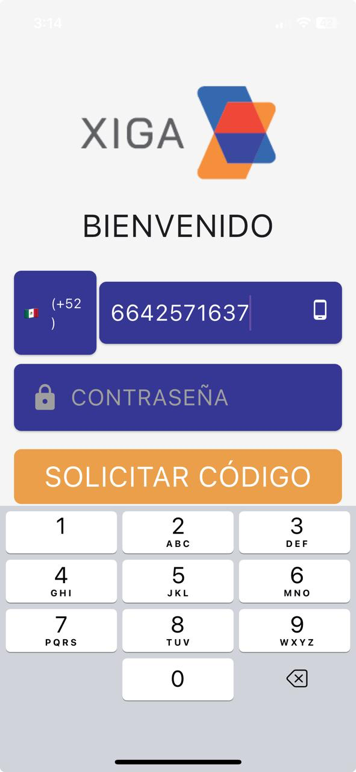 3:14
XIGA
BIENVENIDO
(+52
)
6642571637
CONTRASEÑA
SOLICITAR CÓDIGO
1
2
ABC
3
DEF
4
GHI
5
JKL
6
MNO
7
PQRS
8
TUV
9
WXYZ
0